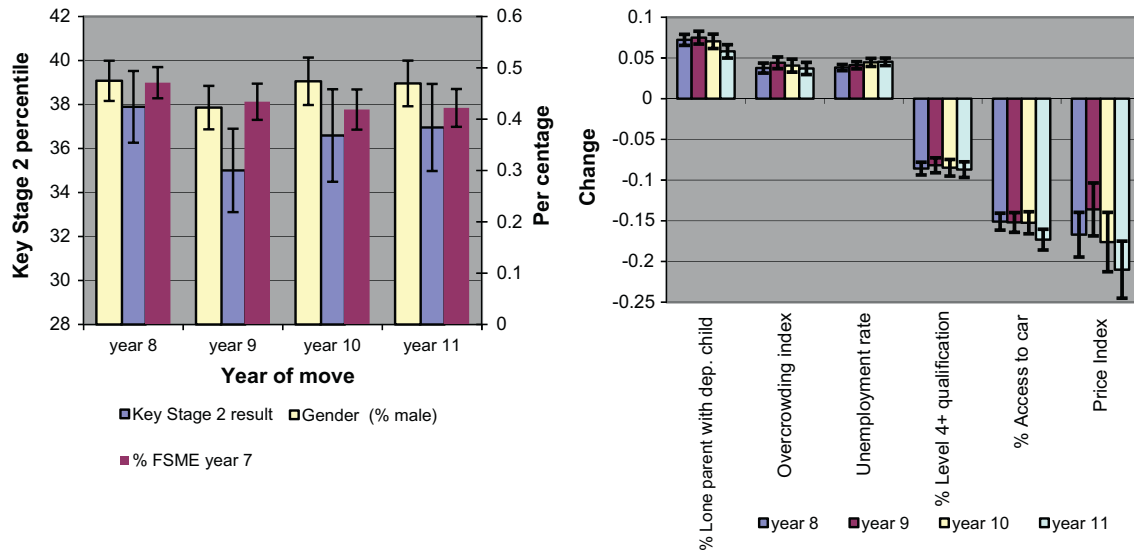 42
40
38
36
34
32
30
28
Key Stage 2 percentile
0.6
0.5
0.4
0.3
0.2
0.1
0
Per centage
year 8
year 9
year 10
year 11
Year of move
Key Stage 2 result
Gender (% male)
% FSME year 7
0.1
0.05
0
-0.05
-0.1
-0.15
-0.2
-0.25
Change
% Lone parent with dep. child
Overcrowding index
Unemployment rate
% Level 4+ qualification
% Access to car
Price Index
year 8
year 9
year 10
year 11